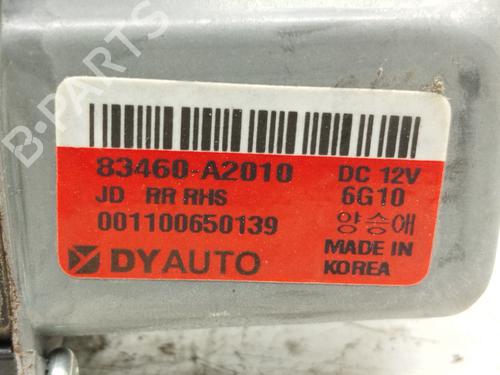 B-PARTS
83460-A2010 DC 12V
JD RR RHS 6G10
001100650139 양승애
DYAUTO MADE IN
KOREA